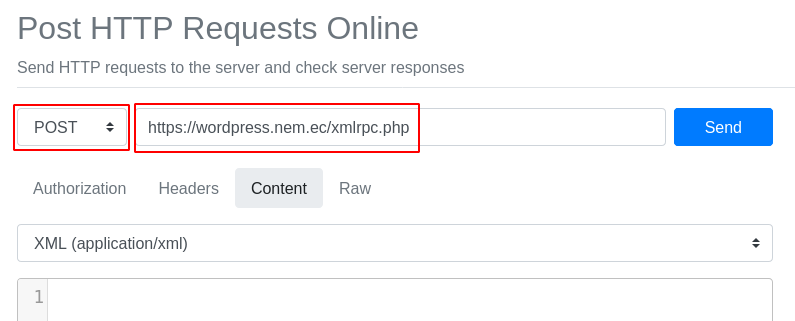 Post HTTP Requests Online
Send HTTP requests to the server and check server responses
POST https://wordpress.nem.ec/xmlrpc.php Send
Authorization Headers Content Raw
XML (application/xml)
1